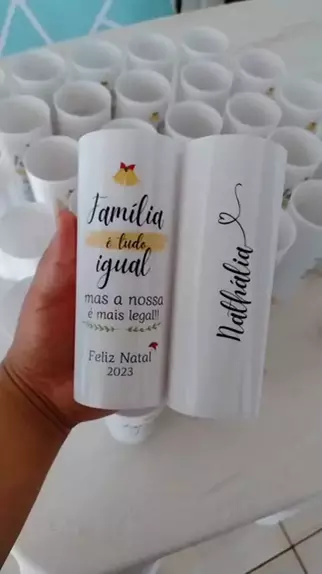 Família
é tudo
igual
mas a nossa
é mais legal!!
Feliz Natal
2023
Nathália